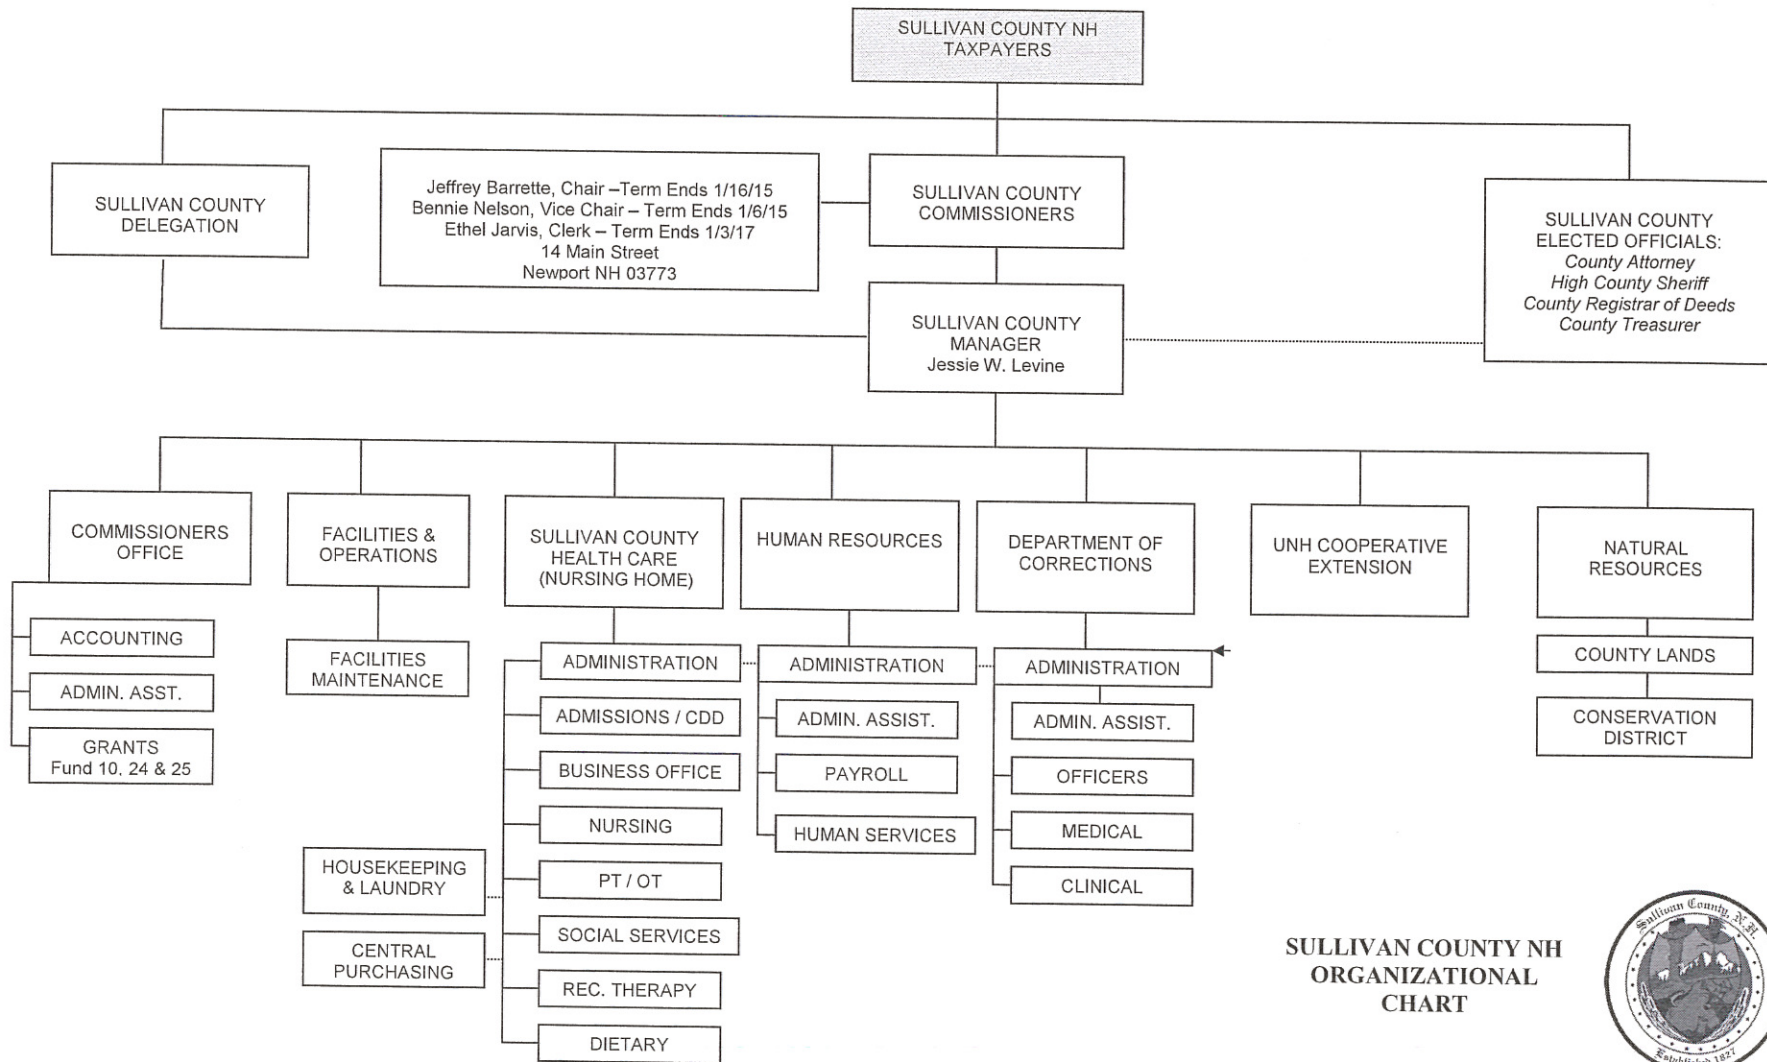 SULLIVAN COUNTY NH
TAXPAYERS
SULLIVAN COUNTY
DELEGATION
Jeffrey Barrette, Chair –Term Ends 1/16/15
Bennie Nelson, Vice Chair – Term Ends 1/6/15
Ethel Jarvis, Clerk – Term Ends 1/3/17
14 Main Street
Newport NH 03773
SULLIVAN COUNTY
COMMISSIONERS
SULLIVAN COUNTY
ELECTED OFFICIALS:
County Attorney
High County Sheriff
County Registrar of Deeds
County Treasurer
SULLIVAN COUNTY
MANAGER
Jessie W. Levine
COMMISSIONERS
OFFICE
FACILITIES &
OPERATIONS
SULLIVAN COUNTY
HEALTH CARE
(NURSING HOME)
HUMAN RESOURCES
DEPARTMENT OF
CORRECTIONS
UNH COOPERATIVE
EXTENSION
NATURAL
RESOURCES
ACCOUNTING
ADMIN. ASST.
GRANTS
Fund 10, 24 & 25
FACILITIES
MAINTENANCE
ADMINISTRATION
ADMISSIONS / CDD
BUSINESS OFFICE
NURSING
PT / OT
SOCIAL SERVICES
REC. THERAPY
DIETARY
HOUSEKEEPING
& LAUNDRY
CENTRAL
PURCHASING
ADMINISTRATION
ADMIN. ASSIST.
PAYROLL
HUMAN SERVICES
ADMINISTRATION
ADMIN. ASSIST.
OFFICERS
MEDICAL
CLINICAL
COUNTY LANDS
CONSERVATION
DISTRICT
SULLIVAN COUNTY NH
ORGANIZATIONAL
CHART
Sullivan County, N.H.
Established 1827